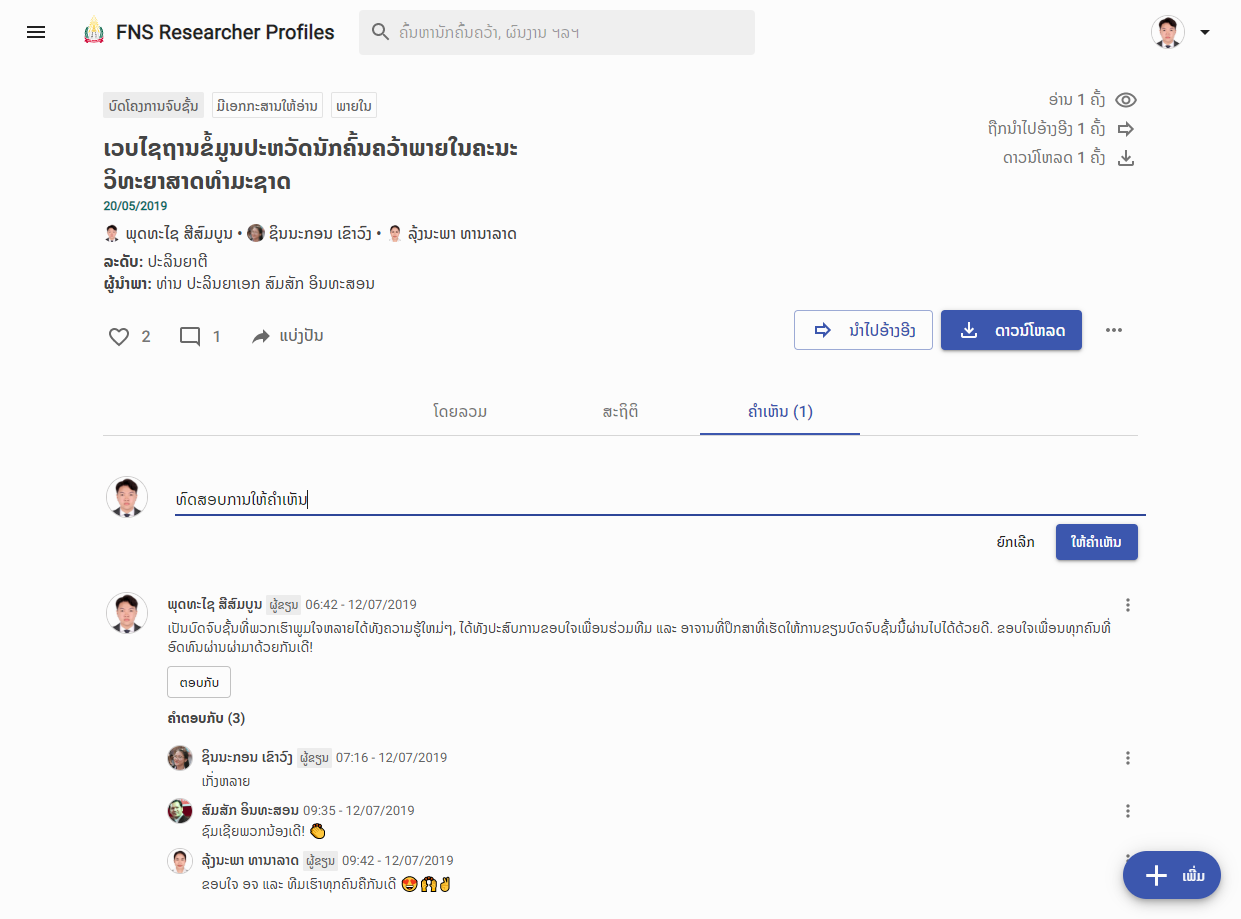 FNS Researcher Profiles
ຄົ້ນຫານັກຄົ້ນຄວ້າ, ຜົນງານ ຯລຯ
ບົດໂຄງການຈົບຊັ້ນ ມີເອກກະສານໃຫ້ອ່ານ ພາຍໃນ
ອ່ານ 1 ຄັ້ງ
ຖືກນຳໄປອ້າງອີງ 1 ຄັ້ງ
ດາວນ໌ໂຫລດ 1 ຄັ້ງ
ເວບໄຊຖານຂໍ້ມູນປະຫວັດນັກຄົ້ນຄວ້າພາຍໃນຄະນະ
ວິທະຍາສາດທຳມະຊາດ
20/05/2019
ພຸດທະໄຊ ສີສົມບູນ • ຊິນນະກອນ ເຂົາວົງ • ລຸ້ງນະພາ ທານາລາດ
ລະດັບ: ປະລິນຍາຕີ
ຜູ້ນຳພາ: ທ່ານ ປະລິນຍາເອກ ສົມສັກ ອິນທະສອນ
2 1 ແບ່ງປັນ
ນຳໄປອ້າງອີງ ດາວນ໌ໂຫລດ
ໂດຍລວມ ສະຖິຕິ ຄຳເຫັນ (1)
ທົດສອບການໃຫ້ຄຳເຫັນ
ຍົກເລີກ ໃຫ້ຄຳເຫັນ
ພຸດທະໄຊ ສີສົມບູນ ຜູ້ຂຽນ 06:42 - 12/07/2019
ເປັນບົດຈົບຊັ້ນທີ່ພວກເຮົາພູມໃຈຫລາຍໄດ້ທັງຄວາມຮູ້ໃຫມ່ໆ, ໄດ້ທັງປະສົບການຂອບໃຈເພື່ອນຮ່ວມທີມ ແລະ ອາຈານທີ່ປຶກສາທີ່ເຮັດໃຫ້ການຂຽນບົດຈົບຊັ້ນນີ້ຜ່ານໄປໄດ້ດ້ວຍດີ. ຂອບໃຈເພື່ອນທຸກຄົນທີ່
ອົດທົນຜ່ານຜ່າມາດ້ວຍກັນເດີ!
ຕອບກັບ
ຄຳຕອບກັບ (3)
ຊິນນະກອນ ເຂົາວົງ ຜູ້ຂຽນ 07:16 - 12/07/2019
ເກັ່ງຫລາຍ
ສົມສັກ ອິນທະສອນ 09:35 - 12/07/2019
ຊົມເຊີຍພວກນ້ອງເດີ! 👏
ລຸ້ງນະພາ ທານາລາດ ຜູ້ຂຽນ 09:42 - 12/07/2019
ຂອບໃຈ ອຈ ແລະ ທີມເຮົາທຸກຄົນຄືກັນເດີ 😍🙌✌
ເພີ່ມ